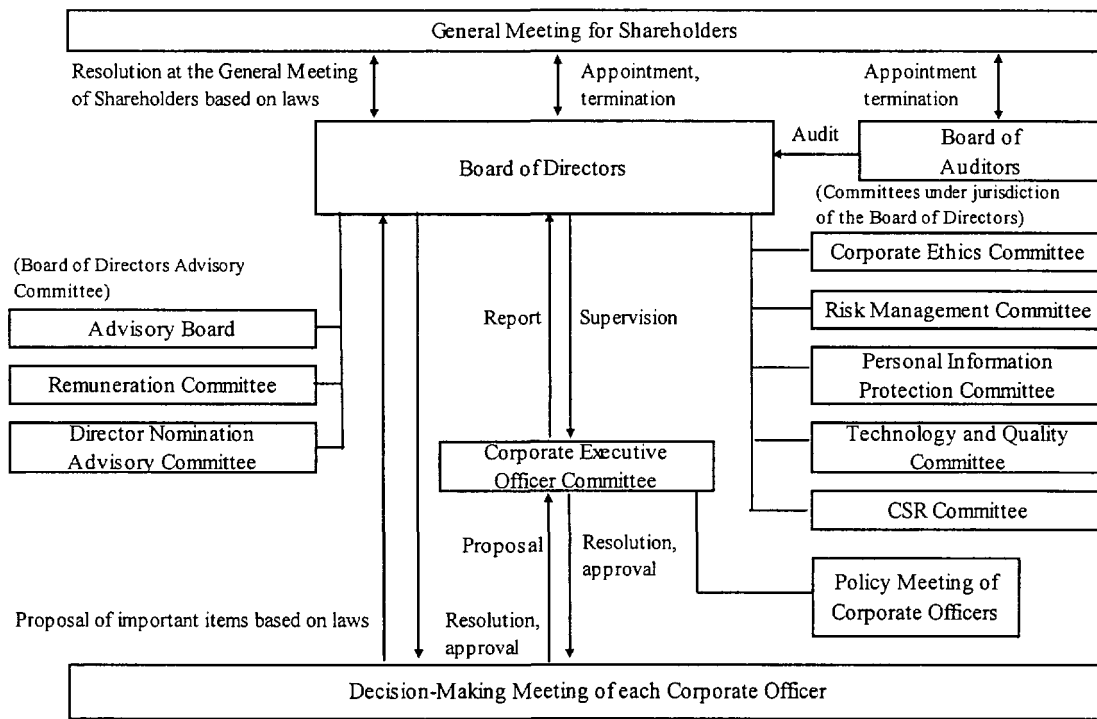 General Meeting for Shareholders
Resolution at the General Meeting
of Shareholders based on laws
Appointment,
termination
Appointment
termination
Board of Directors
Audit
Board of
Auditors
(Committees under jurisdiction
of the Board of Directors)
Corporate Ethics Committee
(Board of Directors Advisory
Committee)
Advisory Board
Report
Supervision
Risk Management Committee
Remuneration Committee
Personal Information
Protection Committee
Director Nomination
Advisory Committee
Corporate Executive
Officer Committee
Technology and Quality
Committee
CSR Committee
Proposal
Resolution,
approval
Policy Meeting of
Corporate Officers
Proposal of important items based on laws
Resolution,
approval
Decision-Making Meeting of each Corporate Officer